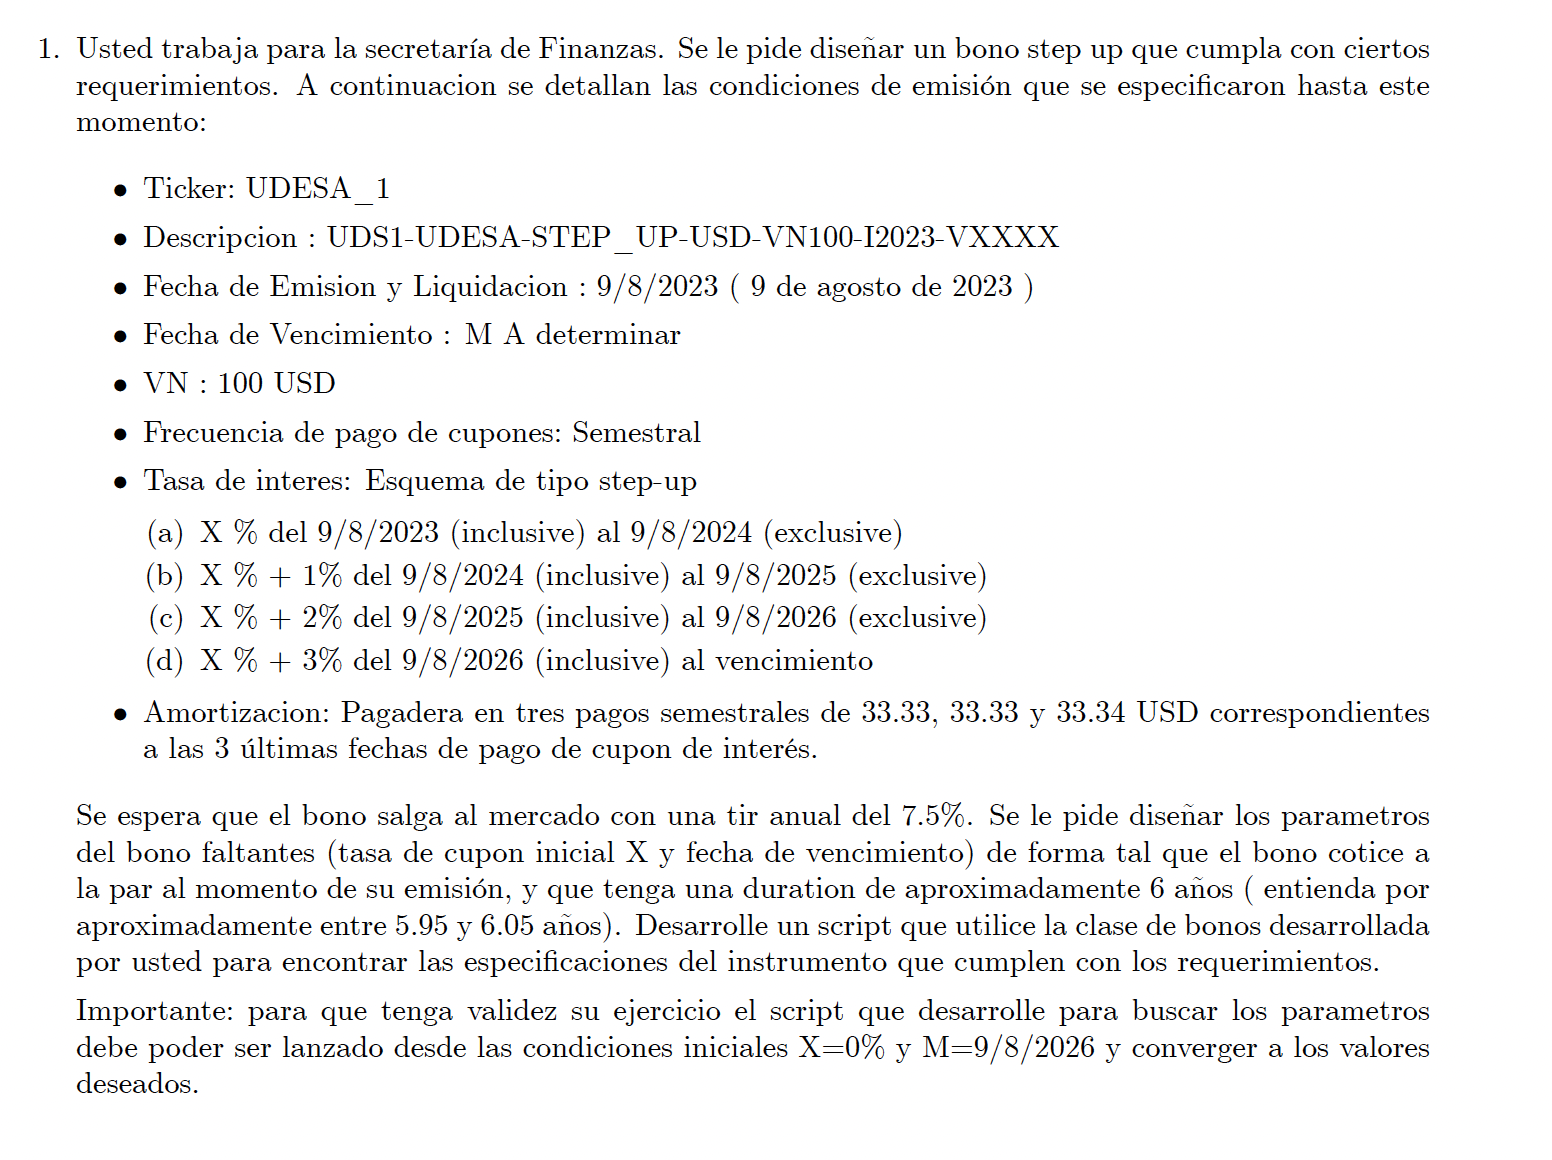 1. Usted trabaja para la secretaría de Finanzas. Se le pide diseñar un bono step up que cumpla con ciertos
requerimientos. A continuacion se detallan las condiciones de emisión que se especificaron hasta este
momento:
• Ticker: UDESA_1
• Descripcion : UDS1-UDESA-STEP_UP-USD-VN100-I2023-VXXXX
• Fecha de Emision y Liquidacion : 9/8/2023 ( 9 de agosto de 2023 )
• Fecha de Vencimiento : M A determinar
• VN : 100 USD
• Frecuencia de pago de cupones: Semestral
• Tasa de interes: Esquema de tipo step-up
(a) X % del 9/8/2023 (inclusive) al 9/8/2024 (exclusive)
(b) X % + 1% del 9/8/2024 (inclusive) al 9/8/2025 (exclusive)
(c) X % + 2% del 9/8/2025 (inclusive) al 9/8/2026 (exclusive)
(d) X % + 3% del 9/8/2026 (inclusive) al vencimiento
• Amortizacion: Pagadera en tres pagos semestrales de 33.33, 33.33 y 33.34 USD correspondientes
a las 3 últimas fechas de pago de cupon de interés.
Se espera que el bono salga al mercado con una tir anual del 7.5%. Se le pide diseñar los parametros
del bono faltantes (tasa de cupon inicial X y fecha de vencimiento) de forma tal que el bono cotice a
la par al momento de su emisión, y que tenga una duration de aproximadamente 6 años ( entienda por
aproximadamente entre 5.95 y 6.05 años). Desarrolle un script que utilice la clase de bonos desarrollada
por usted para encontrar las especificaciones del instrumento que cumplen con los requerimientos.
Importante: para que tenga validez su ejercicio el script que desarrolle para buscar los parametros
debe poder ser lanzado desde las condiciones iniciales X=0% y M=9/8/2026 y converger a los valores
deseados.